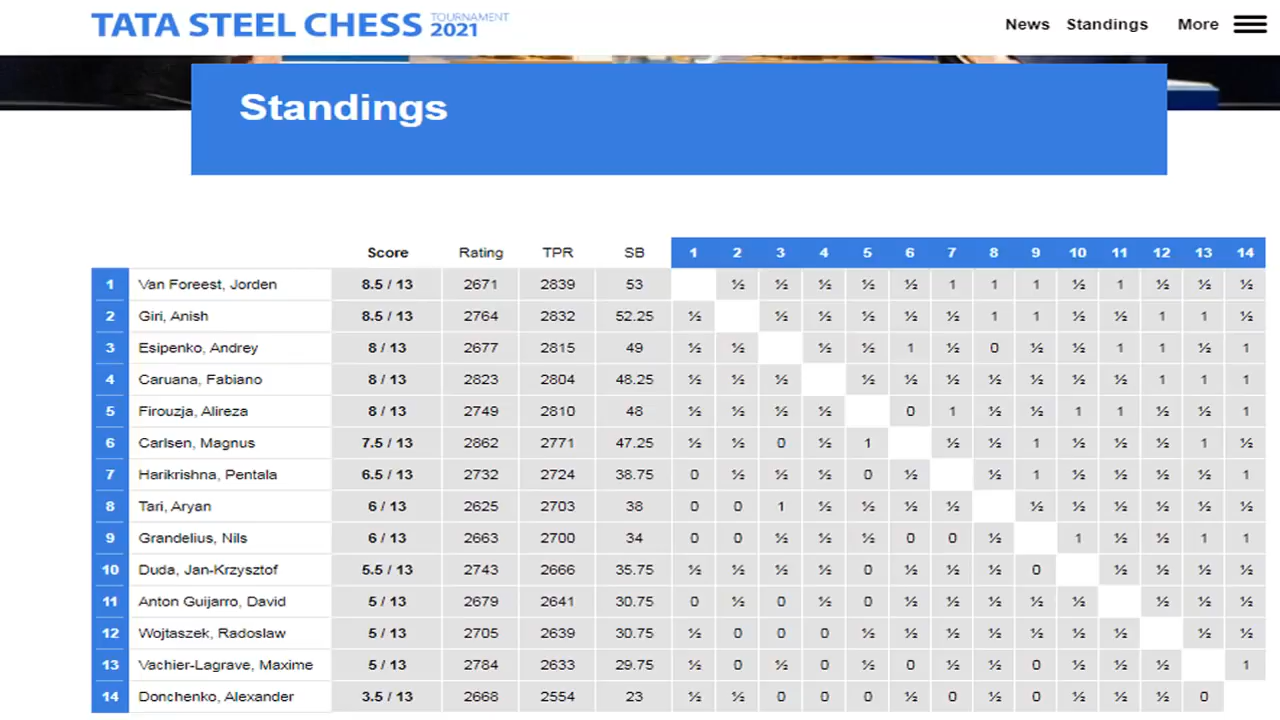 TATA STEEL CHESS TOURNAMENT 2021 News Standings More
Standings
Score Rating TPR SB 1 2 3 4 5 6 7 8 9 10 11 12 13 14
1 Van Foreest, Jorden 8.5 / 13 2671 2839 53 ½ ½ ½ ½ ½ 1 1 1 ½ 1 ½ ½ ½
2 Giri, Anish 8.5 / 13 2764 2832 52.25 ½ ½ ½ ½ ½ ½ 1 1 ½ ½ 1 1 ½
3 Esipenko, Andrey 8 / 13 2677 2815 49 ½ ½ ½ ½ 1 ½ 0 ½ ½ 1 1 ½ 1
4 Caruana, Fabiano 8 / 13 2823 2804 48.25 ½ ½ ½ ½ ½ ½ ½ ½ ½ ½ 1 1 1
5 Firouzja, Alireza 8 / 13 2749 2810 48 ½ ½ ½ ½ 0 1 ½ ½ 1 1 ½ ½ 1
6 Carlsen, Magnus 7.5 / 13 2862 2771 47.25 ½ ½ 0 ½ 1 ½ ½ 1 ½ ½ ½ 1 ½
7 Harikrishna, Pentala 6.5 / 13 2732 2724 38.75 0 ½ ½ ½ 0 ½ ½ 1 ½ ½ ½ ½ 1
8 Tari, Aryan 6 / 13 2625 2703 38 0 0 1 ½ ½ ½ ½ ½ ½ ½ ½ ½ ½
9 Grandelius, Nils 6 / 13 2663 2700 34 0 0 ½ ½ ½ 0 0 ½ 1 ½ ½ 1 1
10 Duda, Jan-Krzysztof 5.5 / 13 2743 2666 35.75 ½ ½ ½ ½ 0 ½ ½ ½ 0 ½ ½ ½ ½
11 Anton Guijarro, David 5 / 13 2679 2641 30.75 0 ½ 0 ½ 0 ½ ½ ½ ½ ½ ½ ½ ½
12 Wojtaszek, Radoslaw 5 / 13 2705 2639 30.75 ½ 0 0 0 ½ ½ ½ ½ ½ ½ ½ ½ ½
13 Vachier-Lagrave, Maxime 5 / 13 2784 2633 29.75 ½ 0 ½ 0 ½ 0 ½ ½ 0 ½ ½ ½ 1
14 Donchenko, Alexander 3.5 / 13 2668 2554 23 ½ ½ 0 0 0 ½ 0 ½ 0 ½ ½ ½ 0